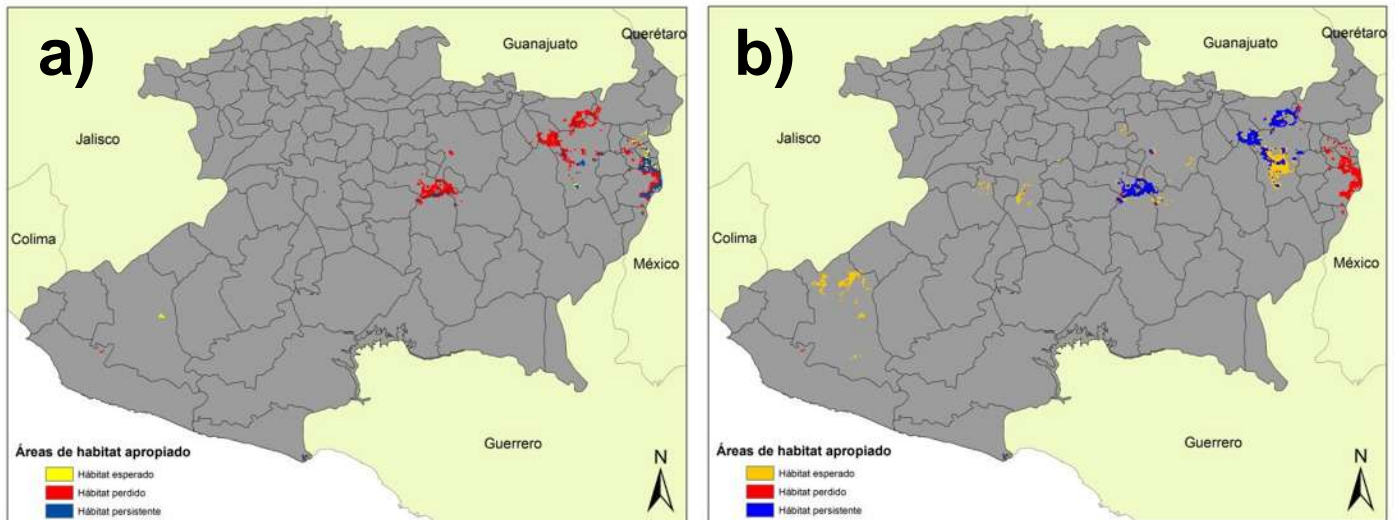 a)
Guanajuato
Querétaro
Jalisco
Colima
México
Guerrero
Áreas de habitat apropiado
Hábitat esperado
Hábitat perdido
Hábitat persistente
N
b)
Guanajuato
Querétaro
Jalisco
Colima
México
Guerrero
Áreas de habitat apropiado
Hábitat esperado
Hábitat perdido
Hábitat persistente
N